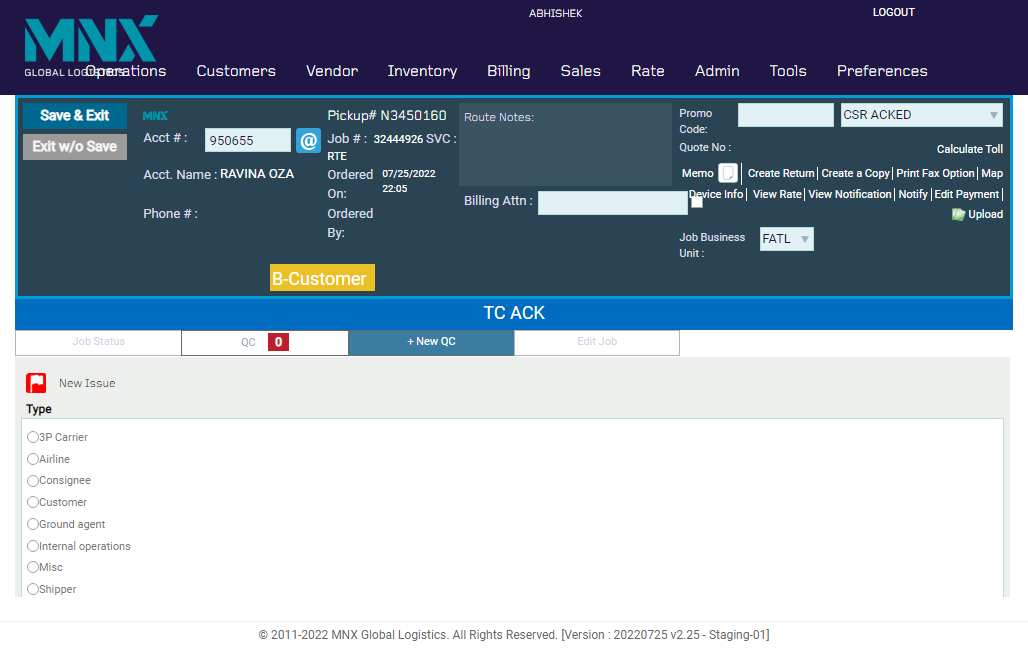 ABHISHEK
LOGOUT
MNX
GLOBAL LOGISTICS
Operations Customers Vendor Inventory Billing Sales Rate Admin Tools Preferences
Save & Exit
Exit w/o Save
MNX
Acct # : 950655 @
Acct. Name : RAVINA OZA
Phone # :
B-Customer
Pickup# N3450160
Job # : 32444926 SVC :
RTE
Ordered On: 07/25/2022 22:05
Ordered By:
Route Notes:
Billing Attn :
Promo Code:
CSR ACKED
Quote No :
Calculate Toll
Memo | Create Return | Create a Copy | Print Fax Option | Map
Device Info | View Rate | View Notification | Notify | Edit Payment |
Upload
Job Business Unit : FATL
TC ACK
Job Status QC 0 + New QC Edit Job
New Issue
Type
3P Carrier
Airline
Consignee
Customer
Ground agent
Internal operations
Misc
Shipper
© 2011-2022 MNX Global Logistics. All Rights Reserved. [Version : 20220725 v2.25 - Staging-01]